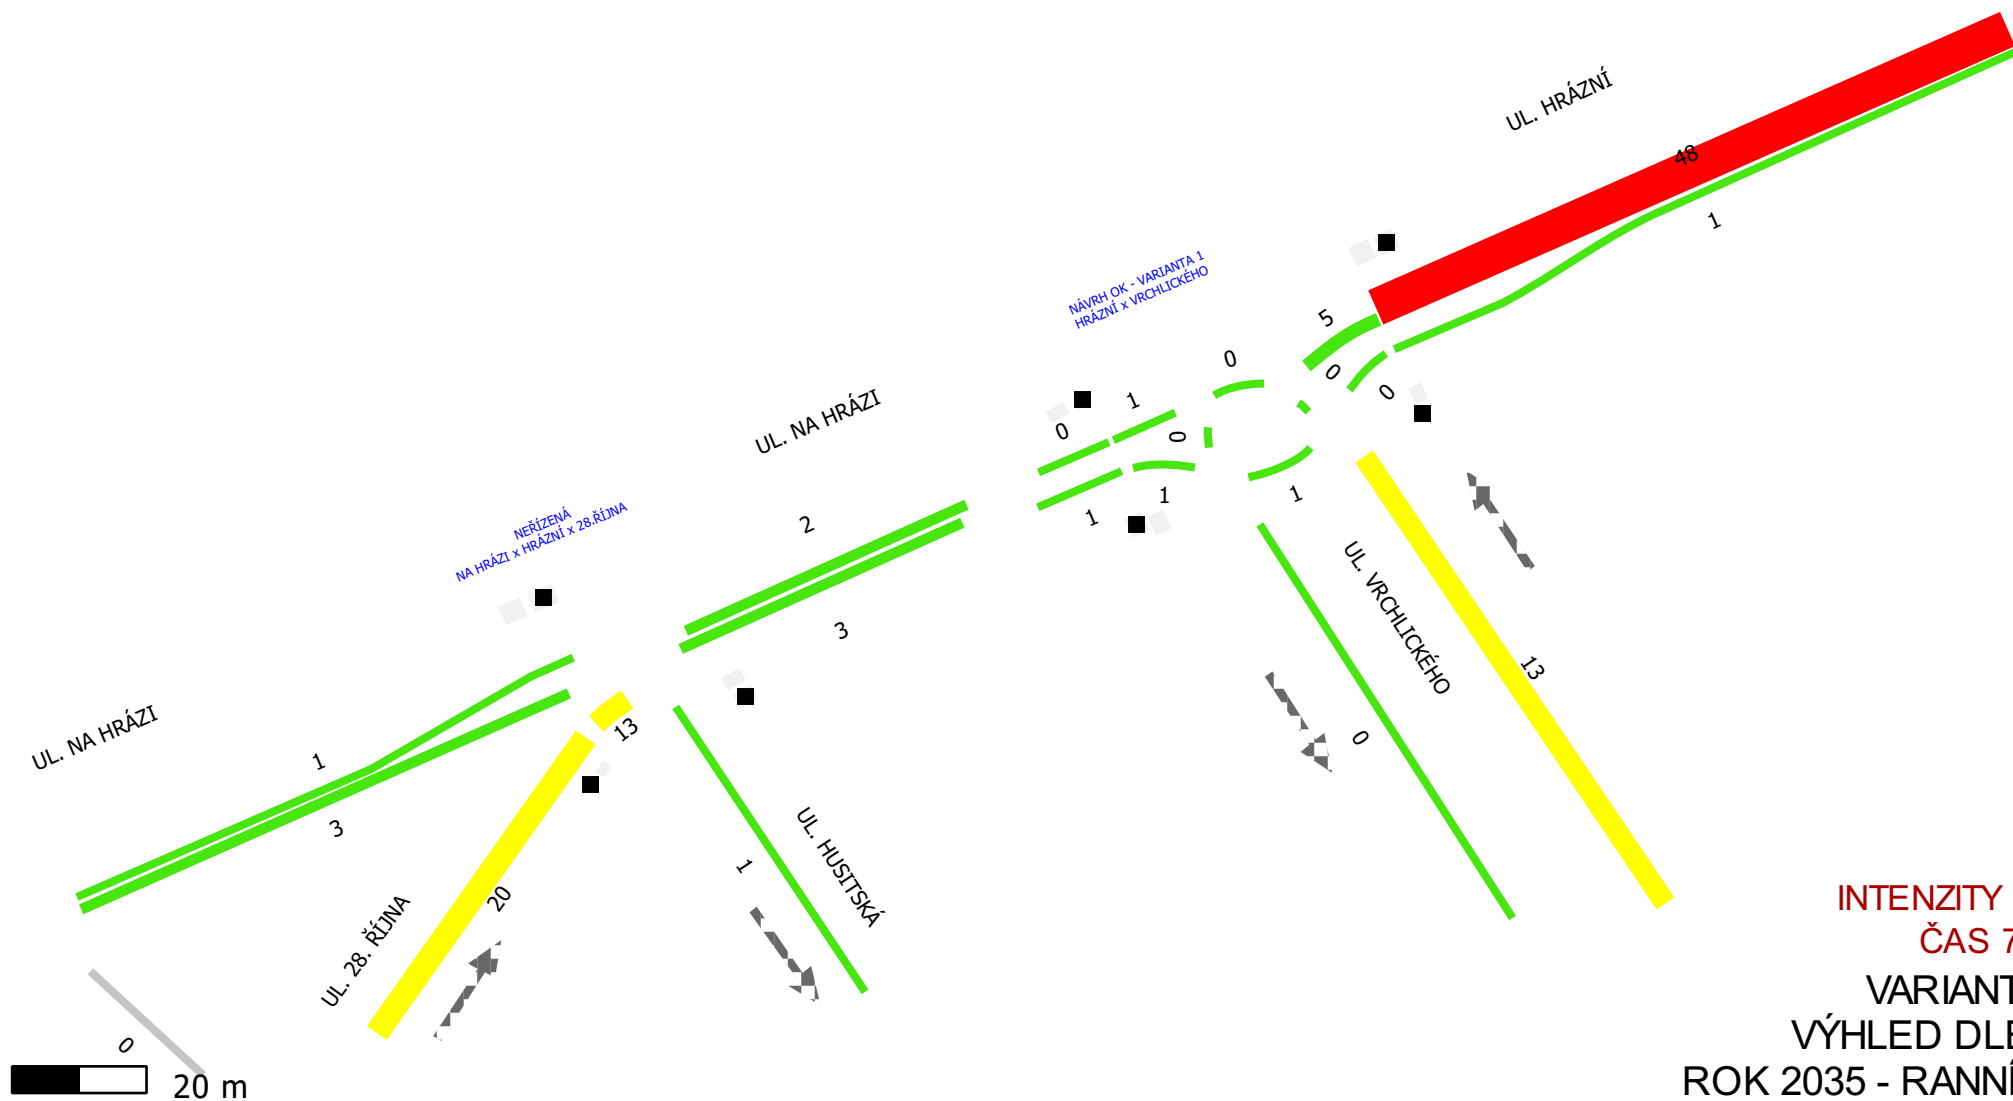 UL. HRÁZNÍ
48
1
NÁVRH OK - VARIANTA 1
HRÁZNÍ x VRCHLICKÉHO
5
0
0
0
1
0
0
1
1
1
UL. NA HRÁZI
2
3
NEŘÍZENÁ
NA HRÁZI x HRÁZNÍ x 28.ŘÍJNA
UL. VRCHLICKÉHO
13
0
UL. NA HRÁZI
1
3
13
20
UL. 28. ŘÍJNA
1
UL. HUSITSKÁ
0
20 m
INTENZITY
ČAS 7
VARIANT
VÝHLED DLE
ROK 2035 - RANNÍ